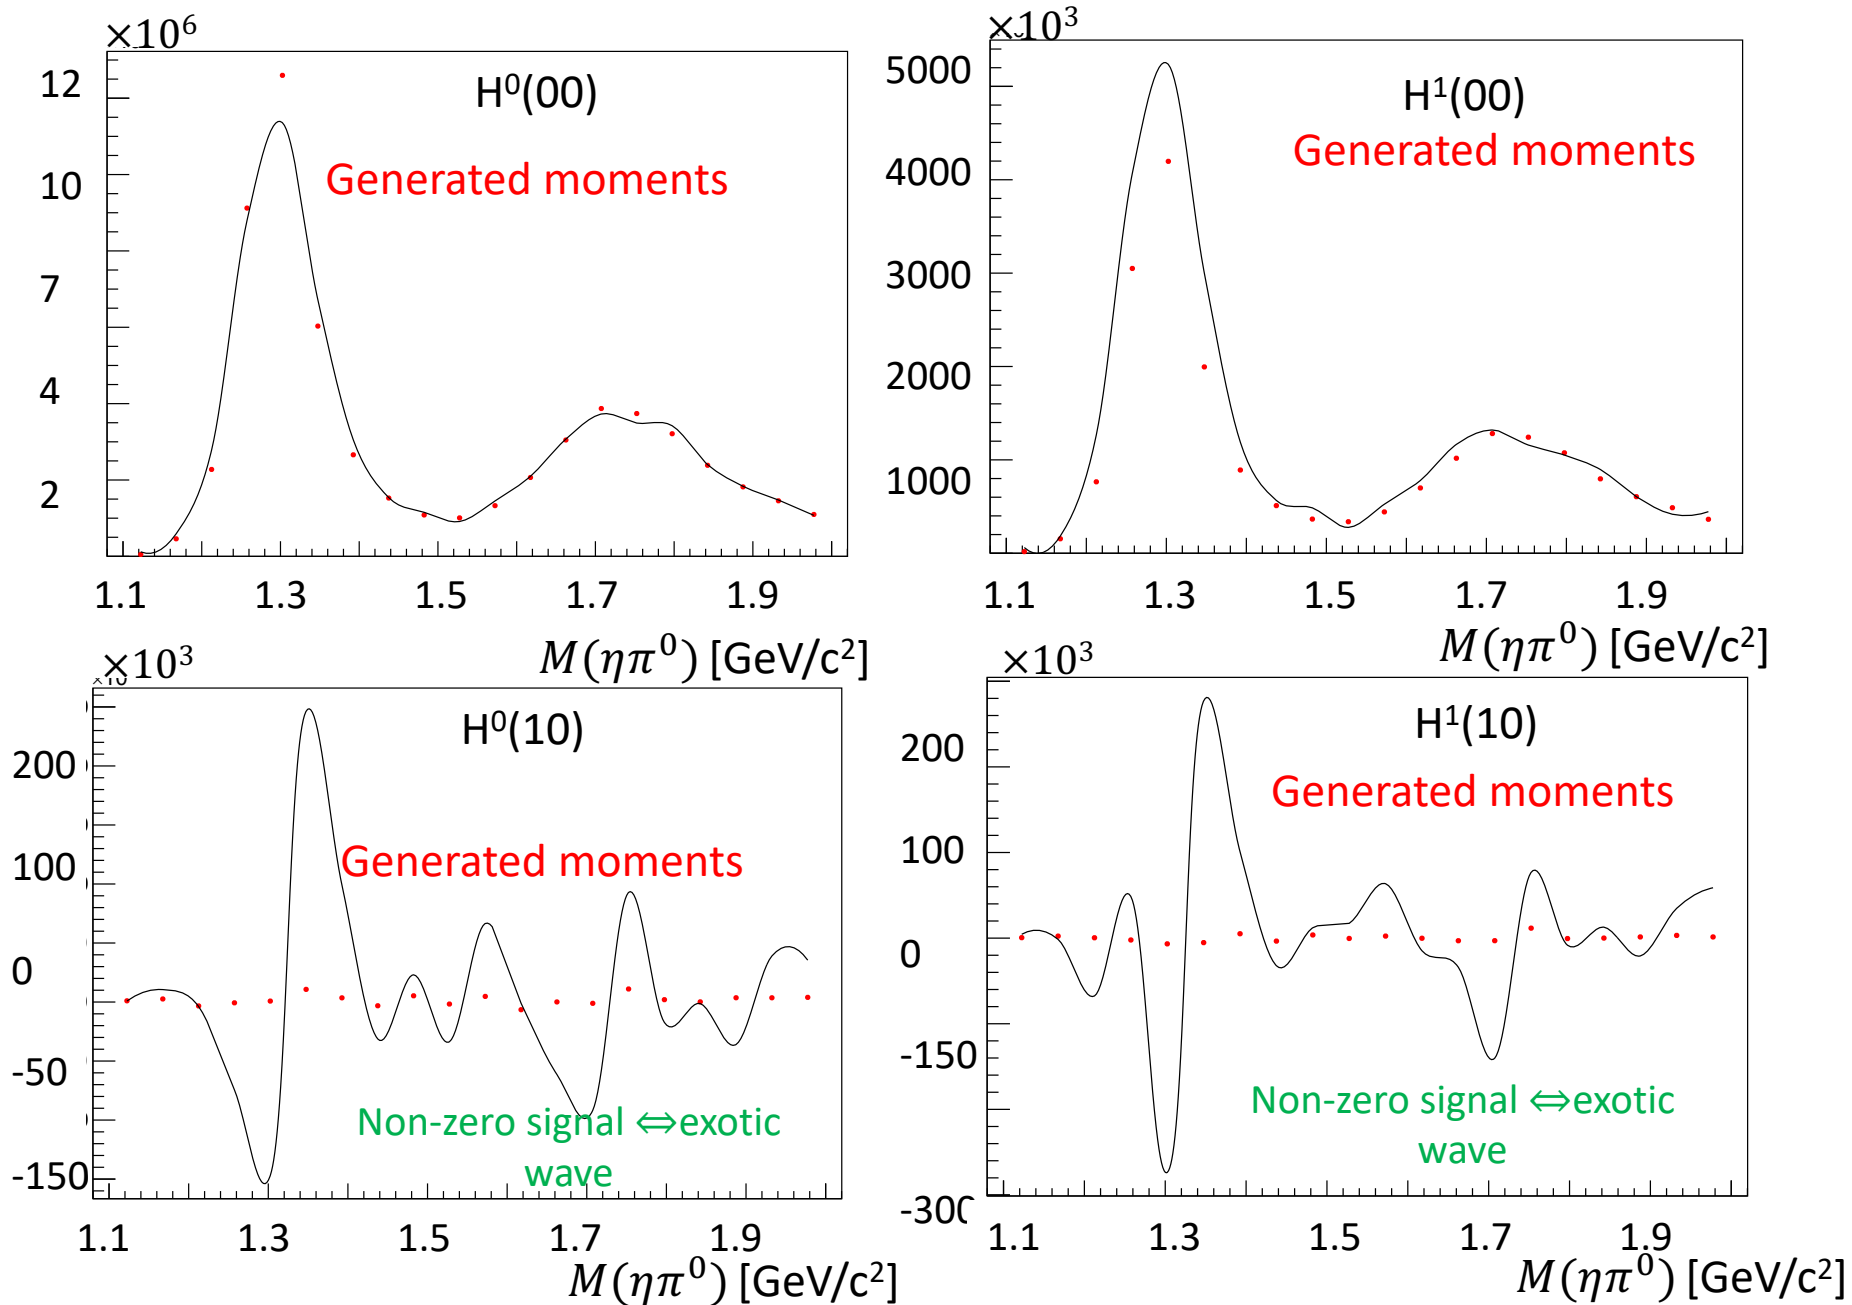 ×10⁶
H⁰(00)
Generated moments
12
10
7
4
2
1.1 1.3 1.5 1.7 1.9
M(ηπ⁰) [GeV/c²]
×10³
H¹(00)
Generated moments
5000
4000
3000
2000
1000
1.1 1.3 1.5 1.7 1.9
M(ηπ⁰) [GeV/c²]
×10³
H⁰(10)
Generated moments
200
100
0
-50
-150
Non-zero signal ⇔exotic
wave
1.1 1.3 1.5 1.7 1.9
M(ηπ⁰) [GeV/c²]
×10³
H¹(10)
Generated moments
200
100
0
-150
-300
Non-zero signal ⇔exotic
wave
1.1 1.3 1.5 1.7 1.9
M(ηπ⁰) [GeV/c²]